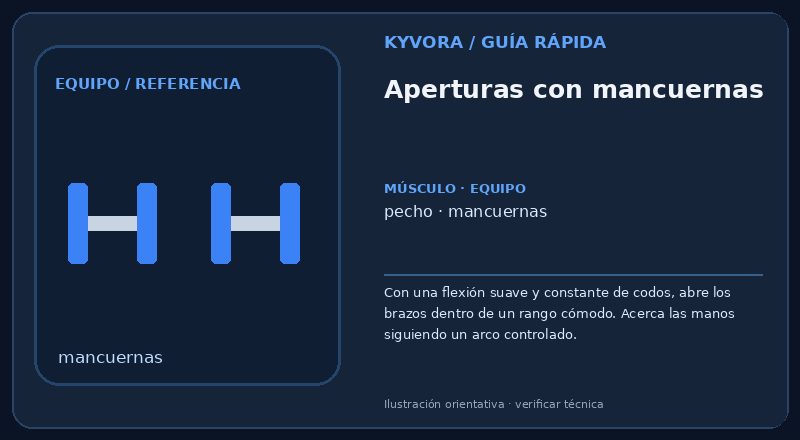 EQUIPO / REFERENCIA
mancuernas
KYVORA / GUÍA RÁPIDA
Aperturas con mancuernas
MÚSCULO · EQUIPO
pecho · mancuernas
Con una flexión suave y constante de codos, abre los
brazos dentro de un rango cómodo. Acerca las manos
siguiendo un arco controlado.
Ilustración orientativa · verificar técnica